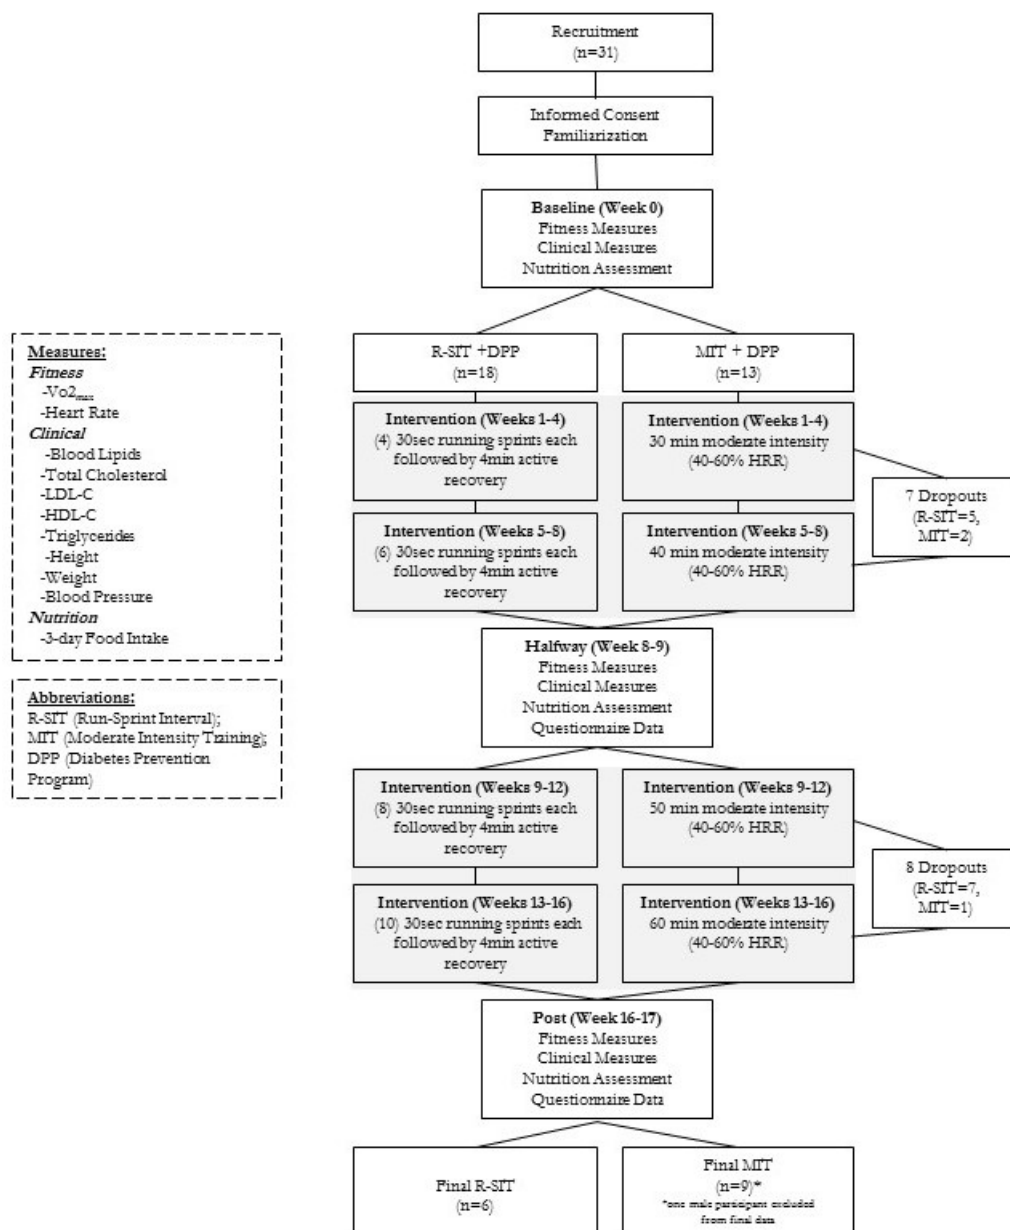 Recruitment
(n=31)
Informed Consent
Familiarization
Baseline (Week 0)
Fitness Measures
Clinical Measures
Nutrition Assessment
R-SIT +DPP
(n=18)
MIT + DPP
(n=13)
Measures:
Fitness
-Vo2max
-Heart Rate
Clinical
-Blood Lipids
-Total Cholesterol
-LDL-C
-HDL-C
-Triglycerides
-Height
-Weight
-Blood Pressure
Nutrition
-3-day Food Intake
Abbreviations:
R-SIT (Run-Sprint Interval);
MIT (Moderate Intensity Training);
DPP (Diabetes Prevention
Program)
Intervention (Weeks 1-4)
(4) 30sec running sprints each
followed by 4min active
recovery
Intervention (Weeks 1-4)
30 min moderate intensity
(40-60% HRR)
Intervention (Weeks 5-8)
(6) 30sec running sprints each
followed by 4min active
recovery
Intervention (Weeks 5-8)
40 min moderate intensity
(40-60% HRR)
7 Dropouts
(R-SIT=5,
MIT=2)
Halfway (Week 8-9)
Fitness Measures
Clinical Measures
Nutrition Assessment
Questionnaire Data
Intervention (Weeks 9-12)
(8) 30sec running sprints each
followed by 4min active
recovery
Intervention (Weeks 9-12)
50 min moderate intensity
(40-60% HRR)
Intervention (Weeks 13-16)
(10) 30sec running sprints each
followed by 4min active
recovery
Intervention (Weeks 13-16)
60 min moderate intensity
(40-60% HRR)
8 Dropouts
(R-SIT=7,
MIT=1)
Post (Week 16-17)
Fitness Measures
Clinical Measures
Nutrition Assessment
Questionnaire Data
Final R-SIT
(n=6)
Final MIT
(n=9)*
*one male participant excluded
from final data